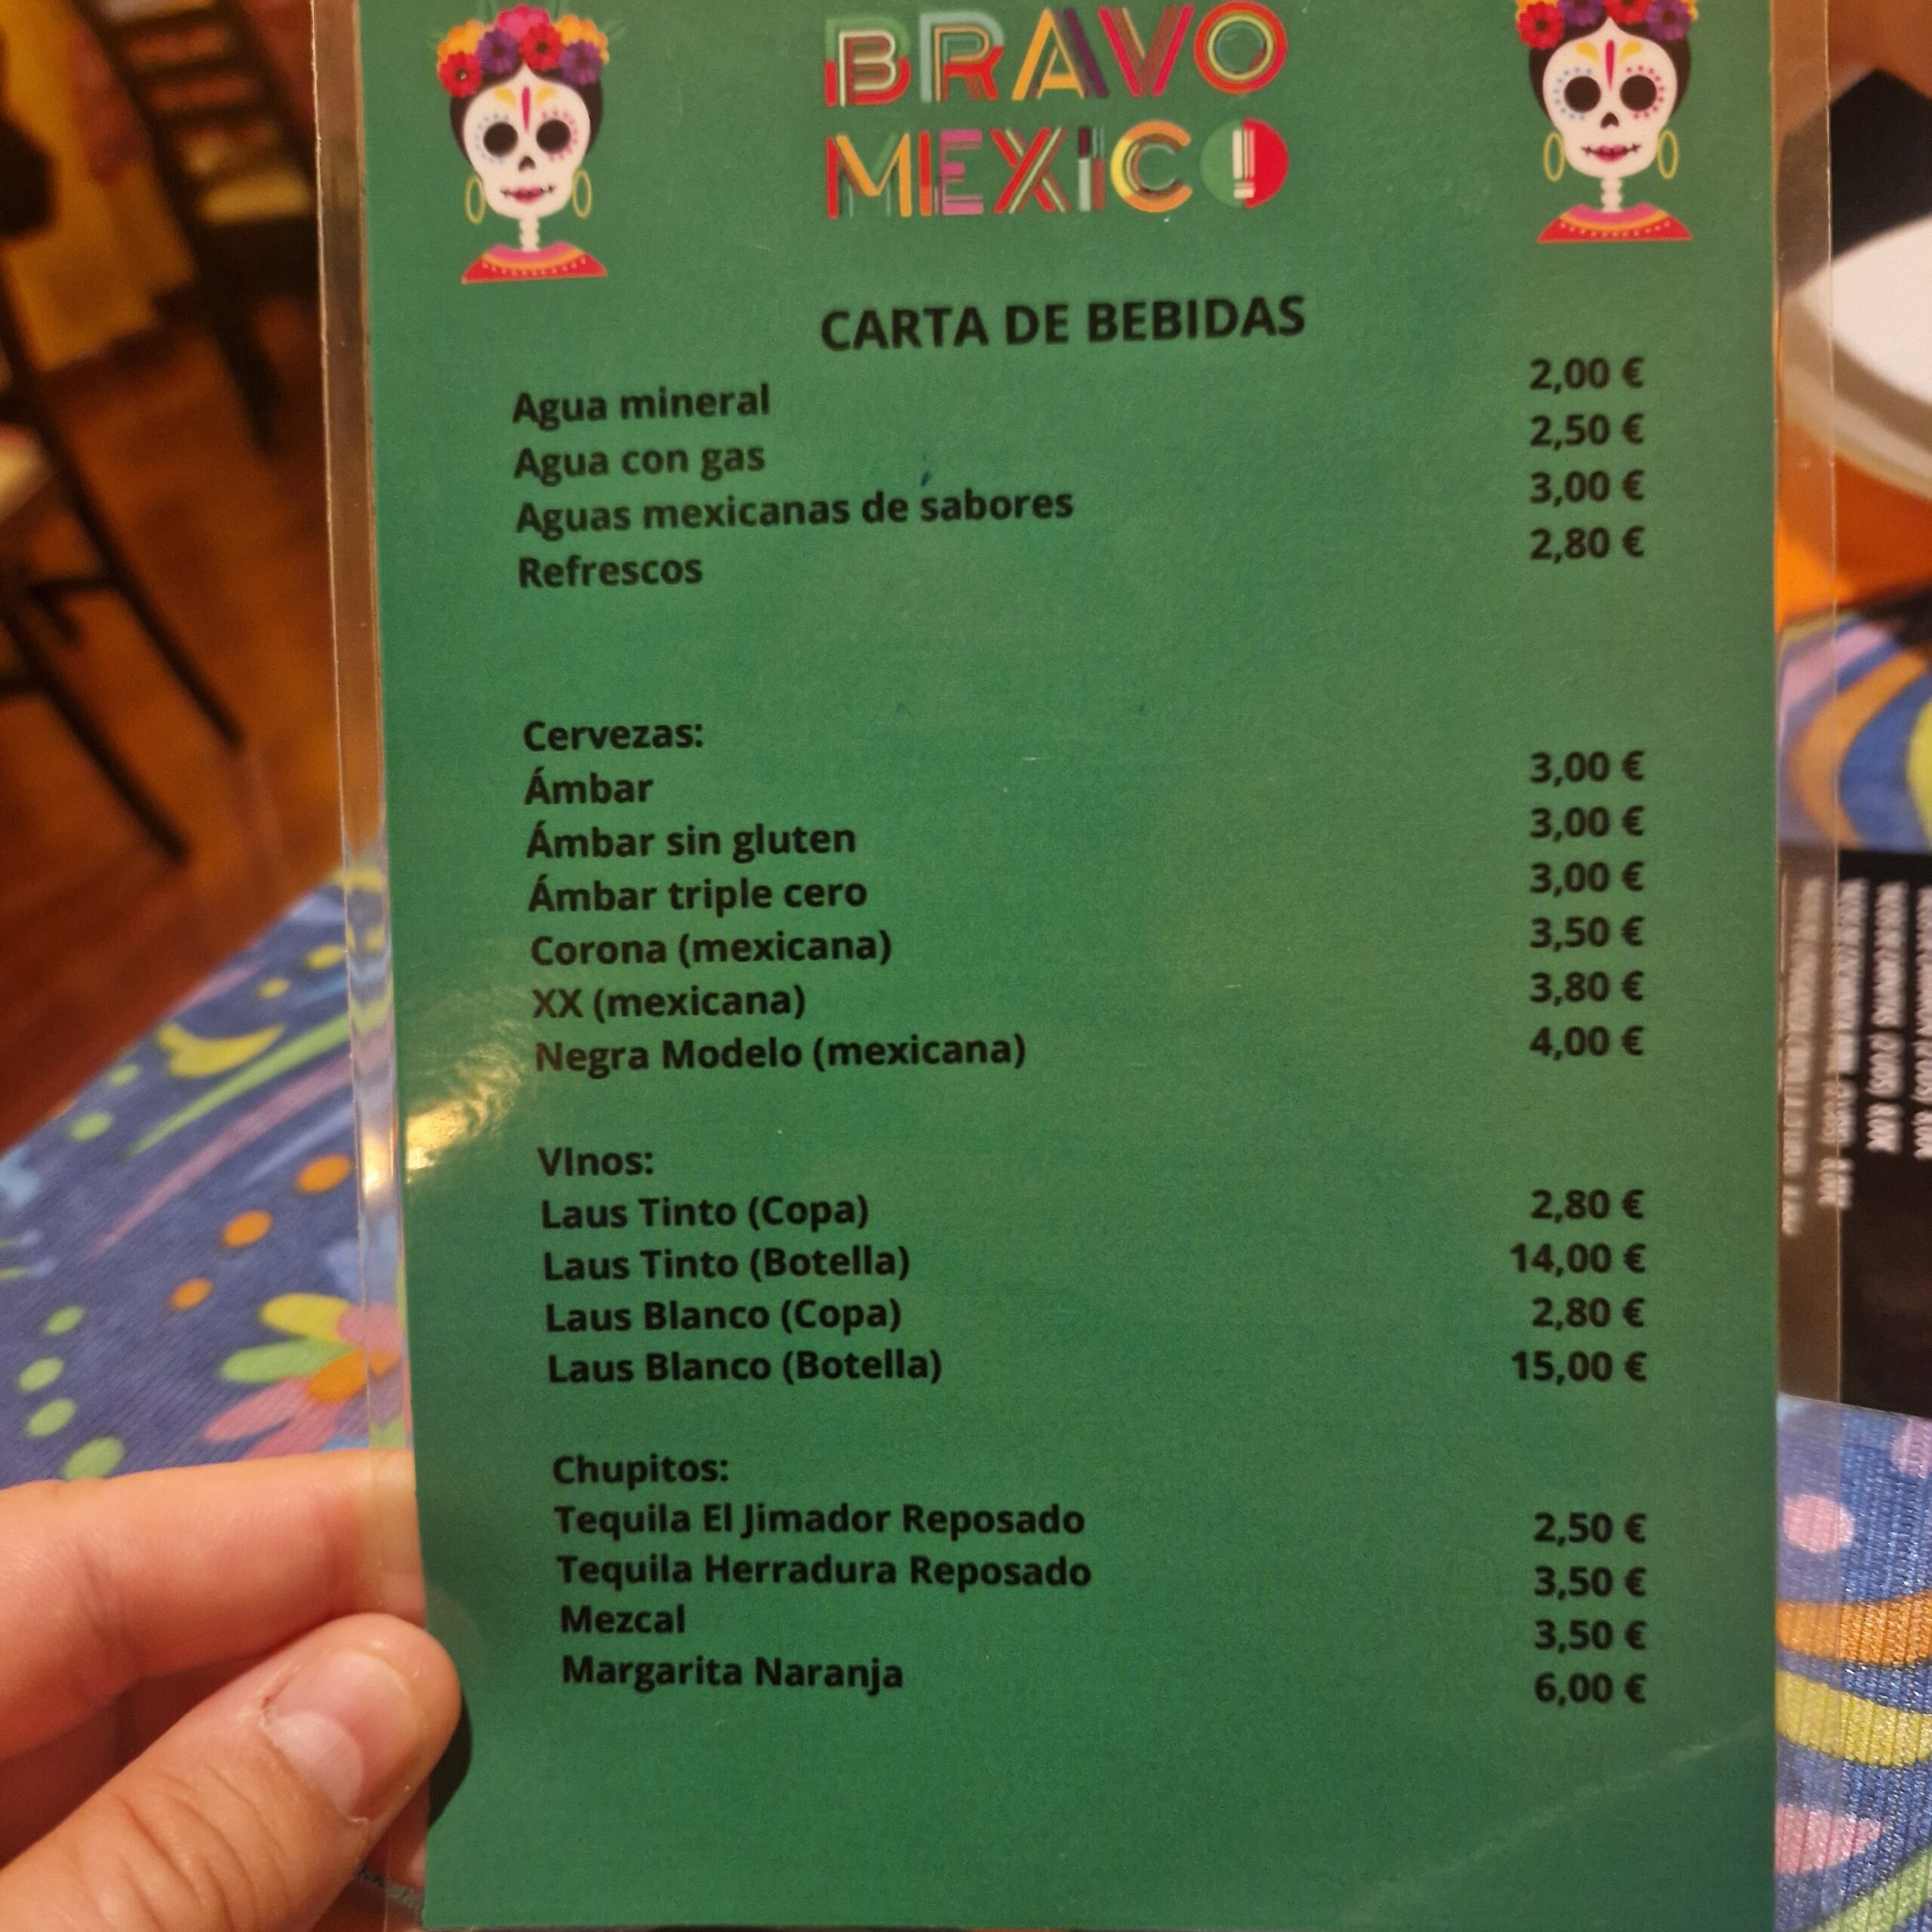 BRAVO
MEXICO
CARTA DE BEBIDAS
Agua mineral 2,00 €
Agua con gas 2,50 €
Aguas mexicanas de sabores 3,00 €
Refrescos 2,80 €
Cervezas:
Ámbar 3,00 €
Ámbar sin gluten 3,00 €
Ámbar triple cero 3,00 €
Corona (mexicana) 3,50 €
XX (mexicana) 3,80 €
Negra Modelo (mexicana) 4,00 €
VInos:
Laus Tinto (Copa) 2,80 €
Laus Tinto (Botella) 14,00 €
Laus Blanco (Copa) 2,80 €
Laus Blanco (Botella) 15,00 €
Chupitos:
Tequila El Jimador Reposado 2,50 €
Tequila Herradura Reposado 3,50 €
Mezcal 3,50 €
Margarita Naranja 6,00 €